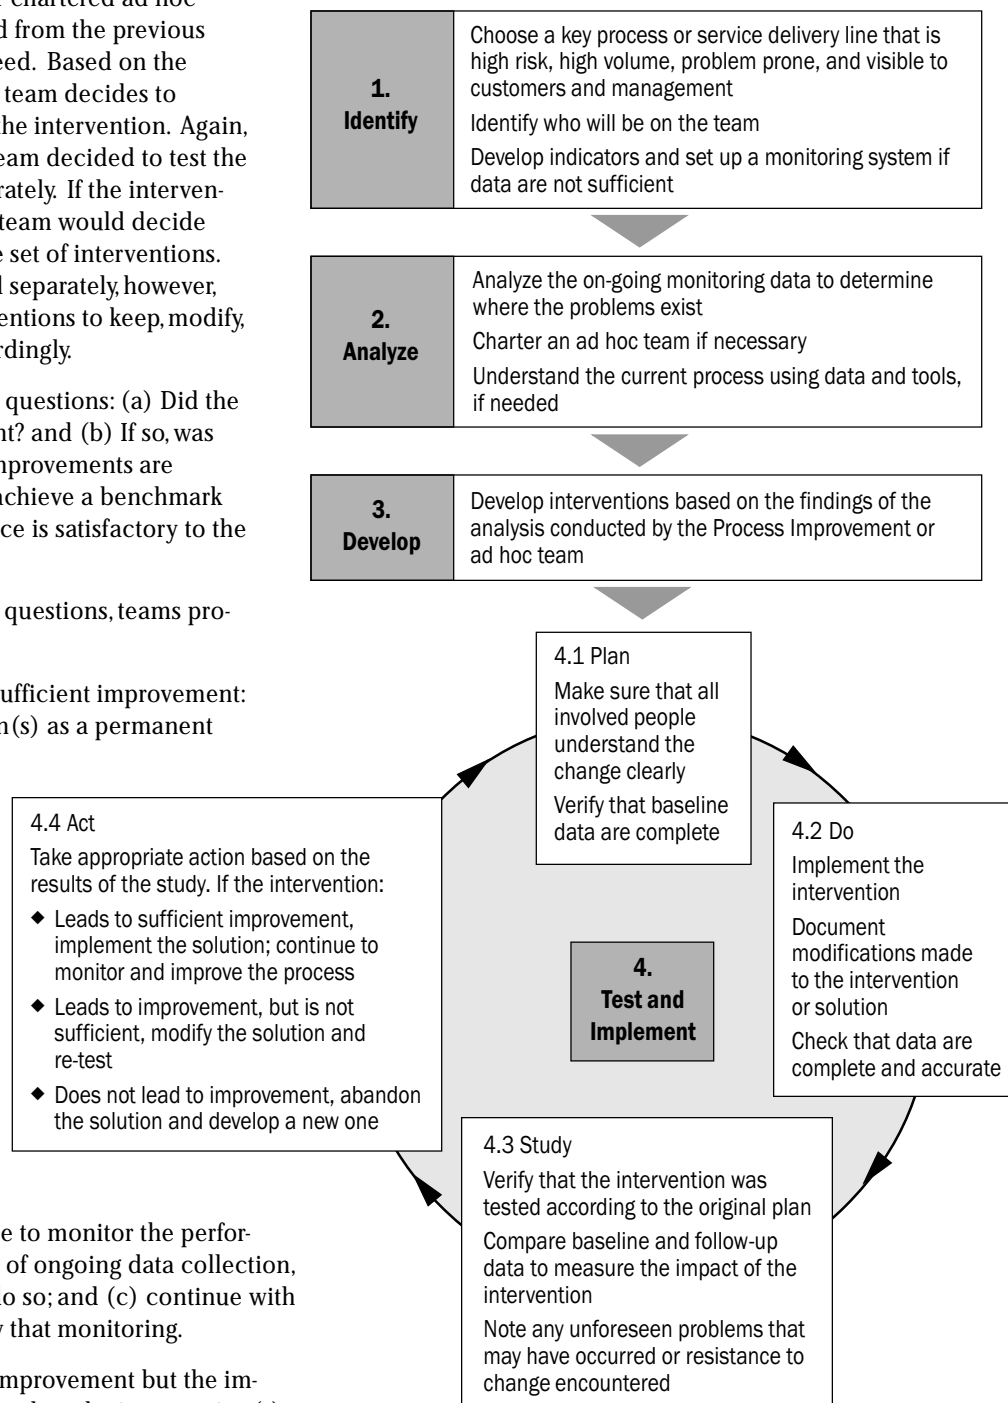 r chartered ad hoc
d from the previous
eed. Based on the
team decides to
the intervention. Again,
eam decided to test the
rately. If the interven-
team would decide
e set of interventions.
d separately, however,
entions to keep, modify,
rdingly.
questions: (a) Did the
nt? and (b) If so, was
mprovements are
achieve a benchmark
ce is satisfactory to the
questions, teams pro-
sufficient improvement:
n(s) as a permanent
1.
Identify
Choose a key process or service delivery line that is
high risk, high volume, problem prone, and visible to
customers and management
Identify who will be on the team
Develop indicators and set up a monitoring system if
data are not sufficient
2.
Analyze
Analyze the on-going monitoring data to determine
where the problems exist
Charter an ad hoc team if necessary
Understand the current process using data and tools,
if needed
3.
Develop
Develop interventions based on the findings of the
analysis conducted by the Process Improvement or
ad hoc team
4.1 Plan
Make sure that all
involved people
understand the
change clearly
Verify that baseline
data are complete
4.2 Do
Implement the
intervention
Document
modifications made
to the intervention
or solution
Check that data are
complete and accurate
4.
Test and
Implement
4.3 Study
Verify that the intervention was
tested according to the original plan
Compare baseline and follow-up
data to measure the impact of the
intervention
Note any unforeseen problems that
may have occurred or resistance to
change encountered
4.4 Act
Take appropriate action based on the
results of the study. If the intervention:
◆ Leads to sufficient improvement,
implement the solution; continue to
monitor and improve the process
◆ Leads to improvement, but is not
sufficient, modify the solution and
re-test
◆ Does not lead to improvement, abandon
the solution and develop a new one
e to monitor the perfor-
of ongoing data collection,
do so; and (c) continue with
y that monitoring.
improvement but the im-